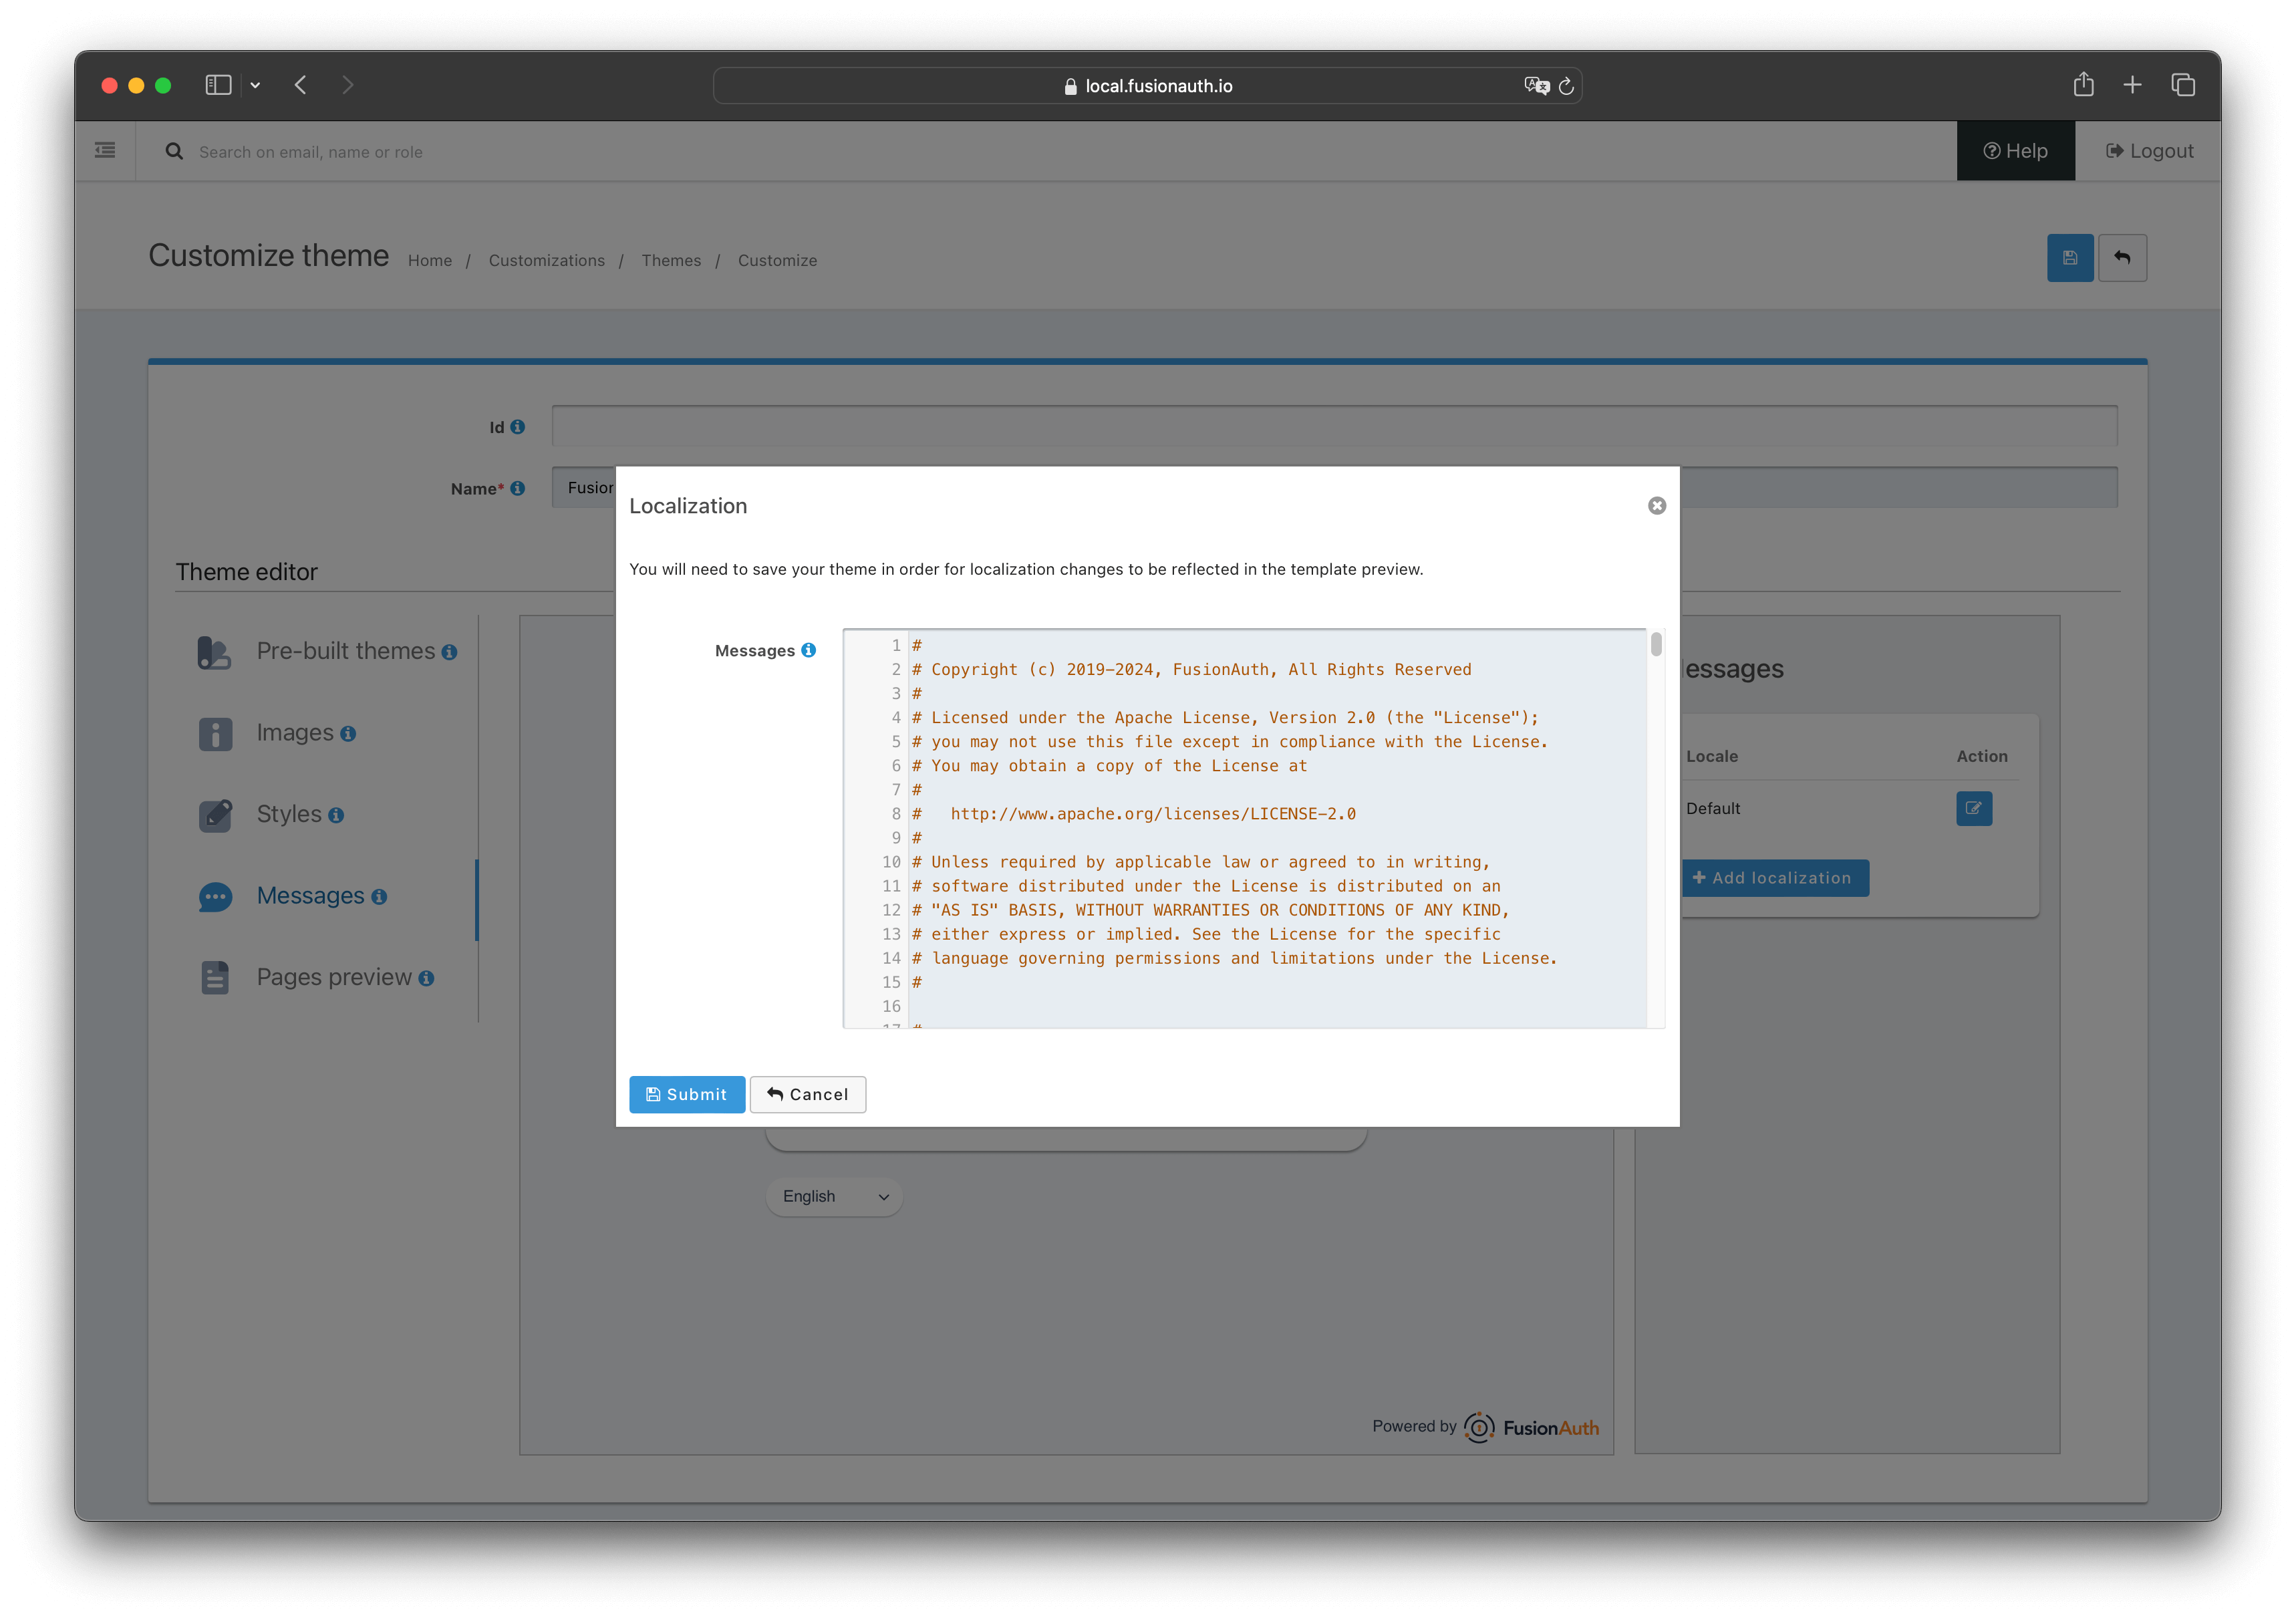 local.fusionauth.io
Search on email, name or role
Help
Logout
Customize theme
Home / Customizations / Themes / Customize
Id
Name*
Theme editor
Pre-built themes
Images
Styles
Messages
Pages preview
Localization
You will need to save your theme in order for localization changes to be reflected in the template preview.
Messages
1 #
2 # Copyright (c) 2019-2024, FusionAuth, All Rights Reserved
3 #
4 # Licensed under the Apache License, Version 2.0 (the "License");
5 # you may not use this file except in compliance with the License.
6 # You may obtain a copy of the License at
7 #
8 #   http://www.apache.org/licenses/LICENSE-2.0
9 #
10 # Unless required by applicable law or agreed to in writing,
11 # software distributed under the License is distributed on an
12 # "AS IS" BASIS, WITHOUT WARRANTIES OR CONDITIONS OF ANY KIND,
13 # either express or implied. See the License for the specific
14 # language governing permissions and limitations under the License.
15 #
16
Submit
Cancel
Locale Action
Default
+ Add localization
English
Powered by FusionAuth